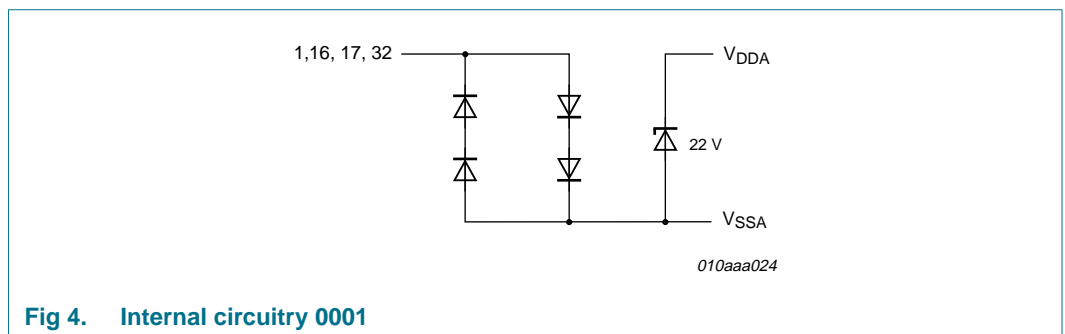 1,16, 17, 32
VDDA
22 V
VSSA
010aaa024
Fig 4. Internal circuitry 0001